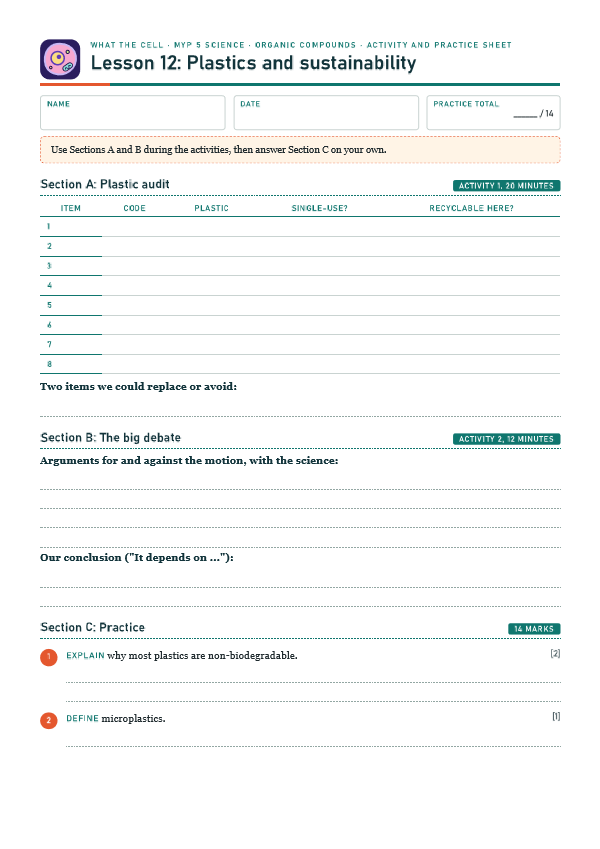 WHAT THE CELL · MYP 5 SCIENCE · ORGANIC COMPOUNDS · ACTIVITY AND PRACTICE SHEET
Lesson 12: Plastics and sustainability
NAME DATE PRACTICE TOTAL
_____ / 14
Use Sections A and B during the activities, then answer Section C on your own.
Section A: Plastic audit ACTIVITY 1, 20 MINUTES
ITEM CODE PLASTIC SINGLE-USE? RECYCLABLE HERE?
1
2
3
4
5
6
7
8
Two items we could replace or avoid:
Section B: The big debate ACTIVITY 2, 12 MINUTES
Arguments for and against the motion, with the science:
Our conclusion ("It depends on ..."):
Section C: Practice 14 MARKS
1 EXPLAIN why most plastics are non-biodegradable. [2]
2 DEFINE microplastics. [1]